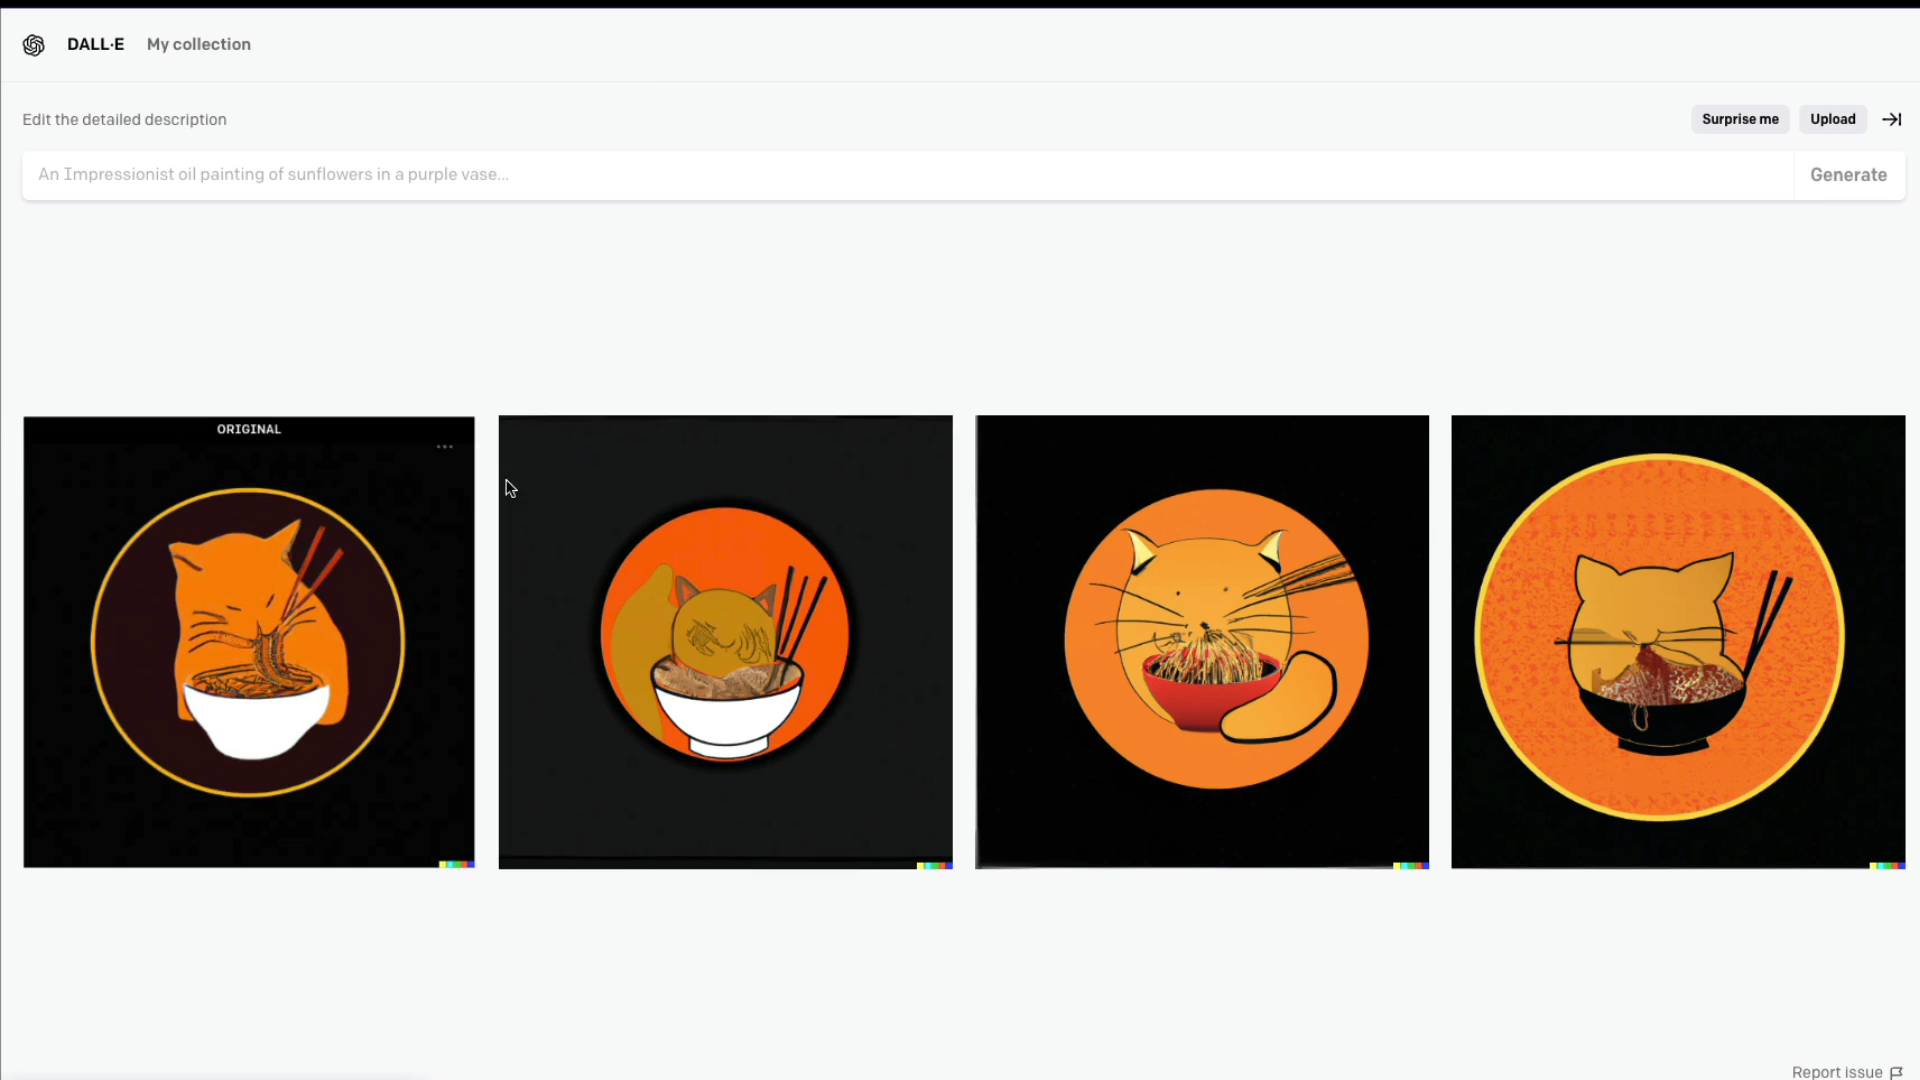 DALL·E My collection
Edit the detailed description
Surprise me Upload
An Impressionist oil painting of sunflowers in a purple vase...
Generate
ORIGINAL
Report issue